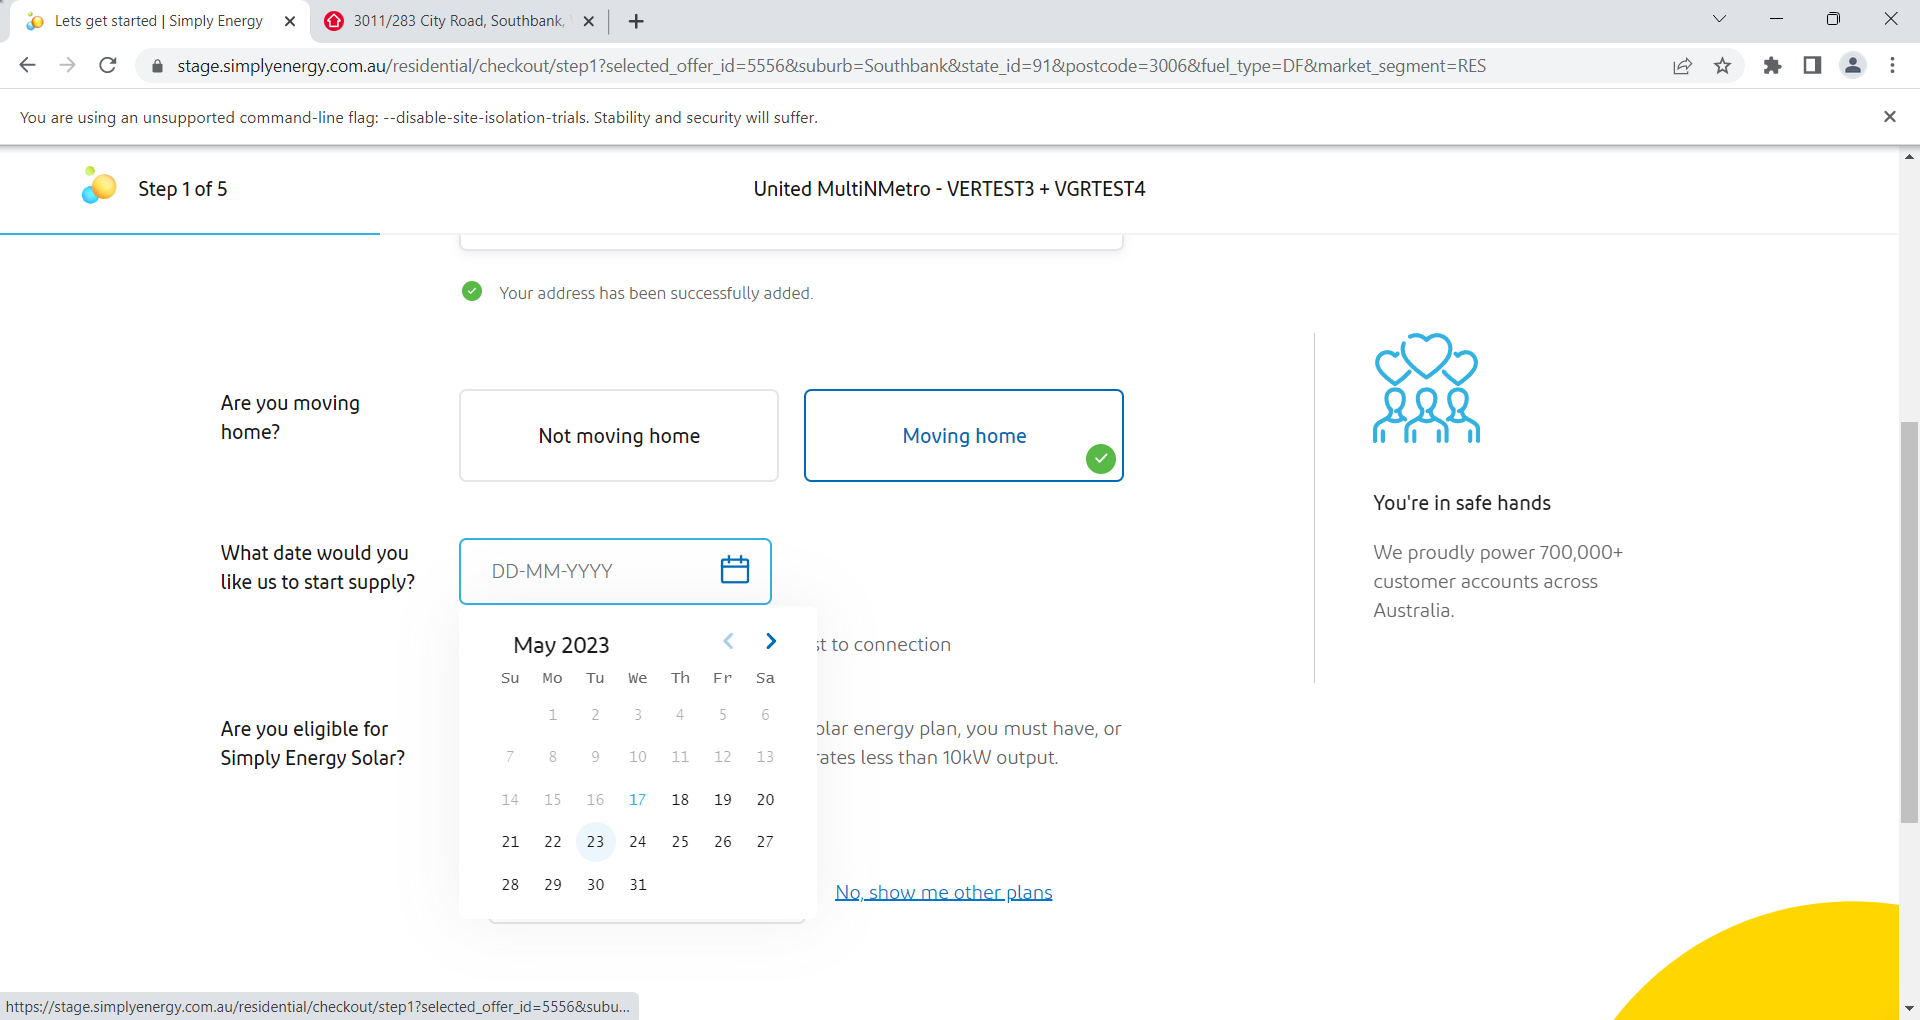 Lets get started | Simply Energy
3011/283 City Road, Southbank,
stage.simplyenergy.com.au/residential/checkout/step1?selected_offer_id=5556&suburb=Southbank&state_id=91&postcode=3006&fuel_type=DF&market_segment=RES
You are using an unsupported command-line flag: --disable-site-isolation-trials. Stability and security will suffer.
Step 1 of 5
United MultiNMetro - VERTEST3 + VGRTEST4
Your address has been successfully added.
Are you moving
home?
Not moving home
Moving home
You're in safe hands
We proudly power 700,000+
customer accounts across
Australia.
What date would you
like us to start supply?
DD-MM-YYYY
May 2023
st to connection
Su Mo Tu We Th Fr Sa
1 2 3 4 5 6
7 8 9 10 11 12 13
14 15 16 17 18 19 20
21 22 23 24 25 26 27
28 29 30 31
Are you eligible for
Simply Energy Solar?
olar energy plan, you must have, or
rates less than 10kW output.
No, show me other plans
https://stage.simplyenergy.com.au/residential/checkout/step1?selected_offer_id=5556&subu...